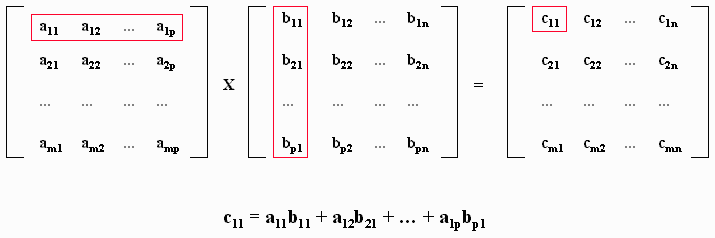 a₁₁ a₁₂ ... a₁ₚ b₁₁ b₁₂ ... b₁ₙ c₁₁ c₁₂ ... c₁ₙ
a₂₁ a₂₂ ... a₂ₚ b₂₁ b₂₂ ... b₂ₙ c₂₁ c₂₂ ... c₂ₙ
X =
... ... ... ... ... ... ... ... ... ... ... ...
aₘ₁ aₘ₂ ... aₘₚ bₚ₁ bₚ₂ ... bₚₙ cₘ₁ cₘ₂ ... cₘₙ
c₁₁ = a₁₁b₁₁ + a₁₂b₂₁ + ... + a₁ₚbₚ₁